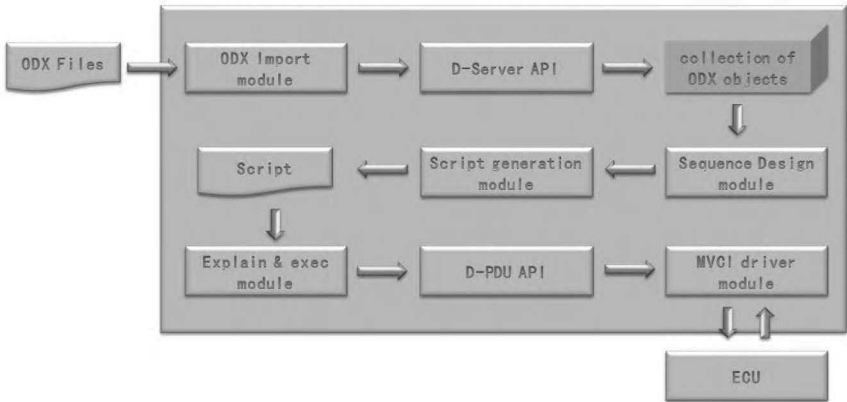 ODX Files
ODX Import
module
D-Server API
collection of
ODX objects
Script
Script generation
module
Sequence Design
module
Explain & exec
module
D-PDU API
MVCI driver
module
ECU